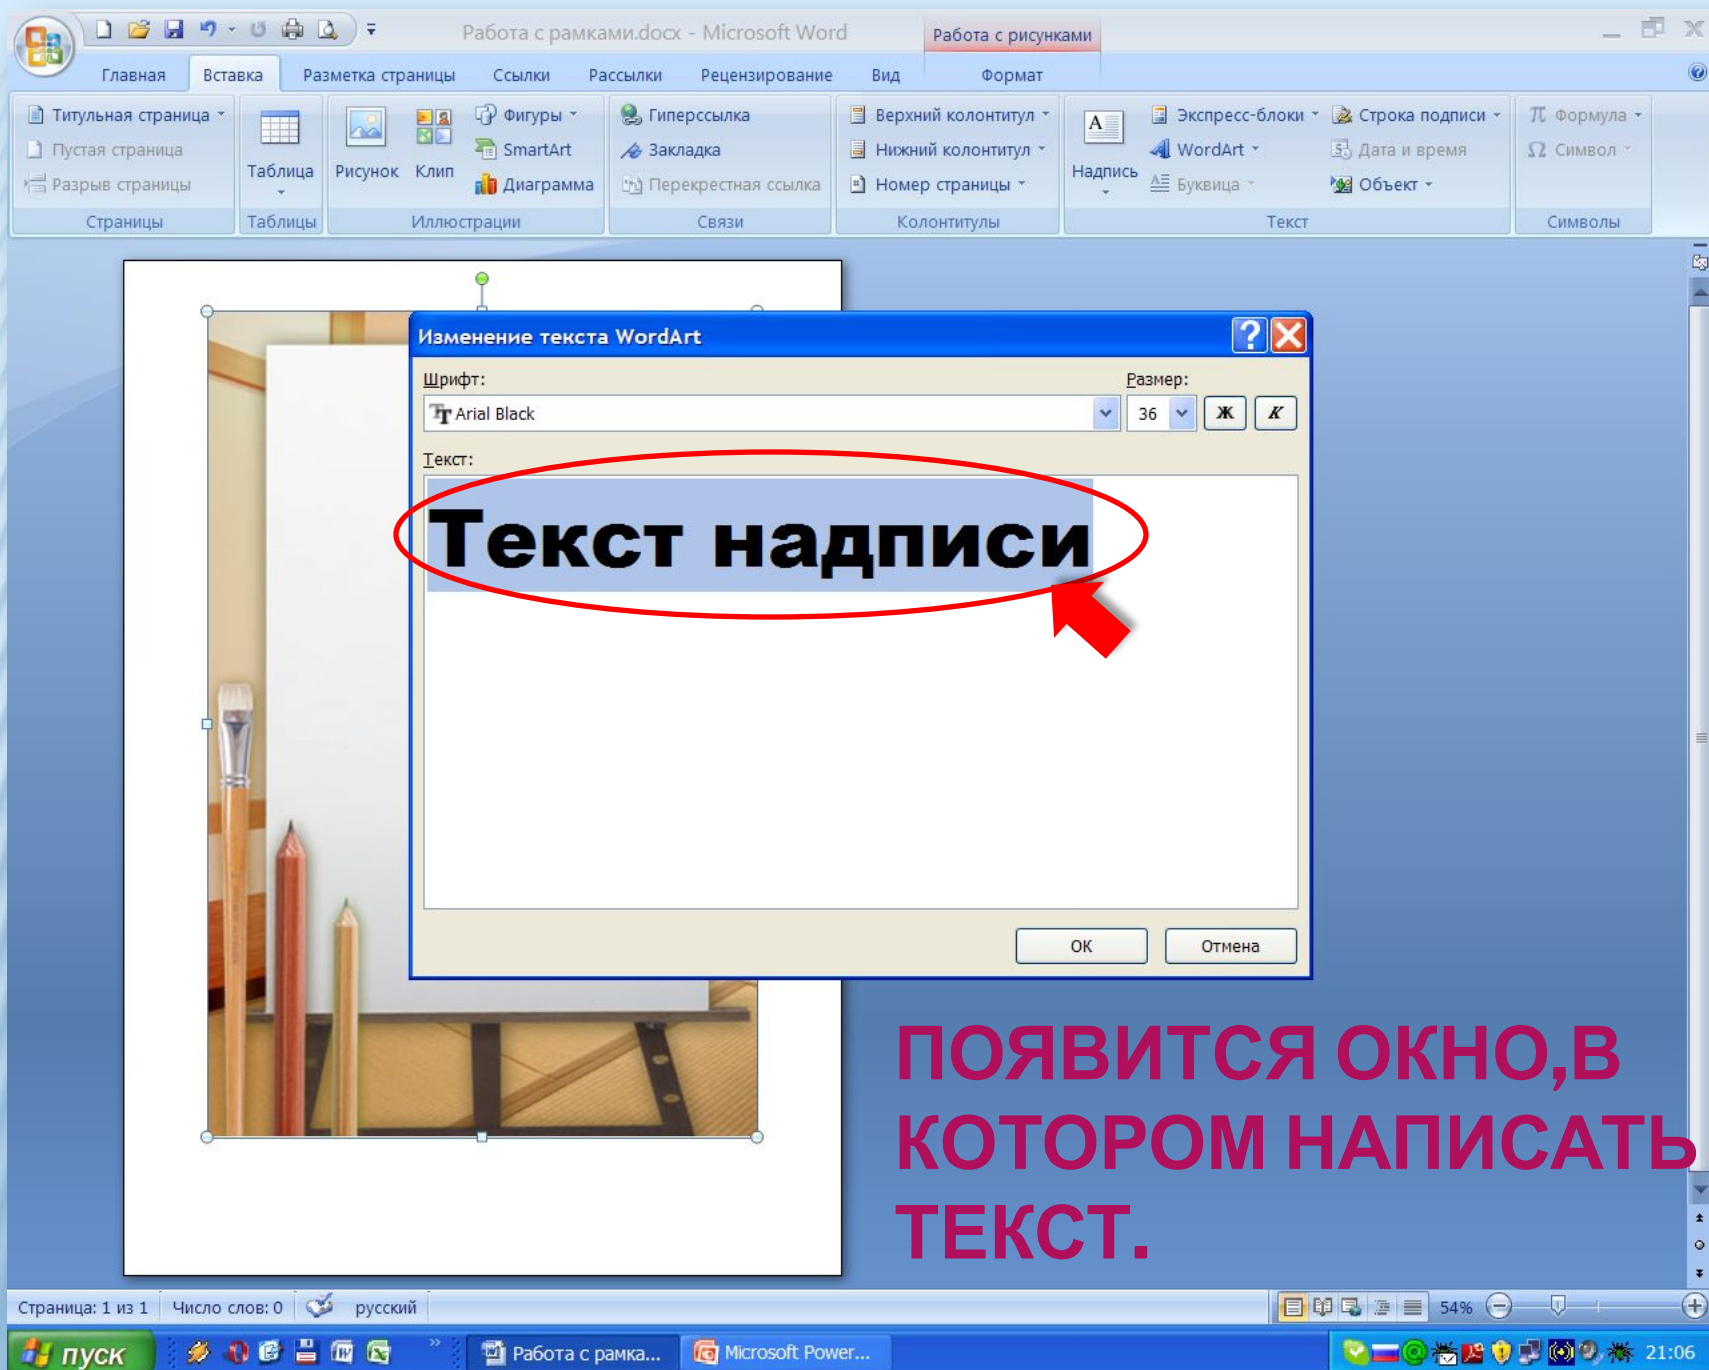 Работа с рамками.docx - Microsoft Word
Работа с рисунками
Главная Вставка Разметка страницы Ссылки Рассылки Рецензирование Вид Формат
Титульная страница
Пустая страница
Разрыв страницы
Страницы
Таблица
Таблицы
Рисунок Клип
Фигуры
SmartArt
Диаграмма
Иллюстрации
Гиперссылка
Закладка
Перекрестная ссылка
Связи
Верхний колонтитул
Нижний колонтитул
Номер страницы
Колонтитулы
A
Надпись
Экспресс-блоки
WordArt
Буквица
Строка подписи
Дата и время
Объект
Текст
π Формула
Ω Символ
Символы
Изменение текста WordArt
Шрифт:
Размер:
Arial Black
36 Ж К
Текст:
Текст надписи
ОК Отмена
ПОЯВИТСЯ ОКНО,В
КОТОРОМ НАПИСАТЬ
ТЕКСТ.
Страница: 1 из 1 Число слов: 0 русский 54%
пуск Работа с рамка... Microsoft Power... 21:06